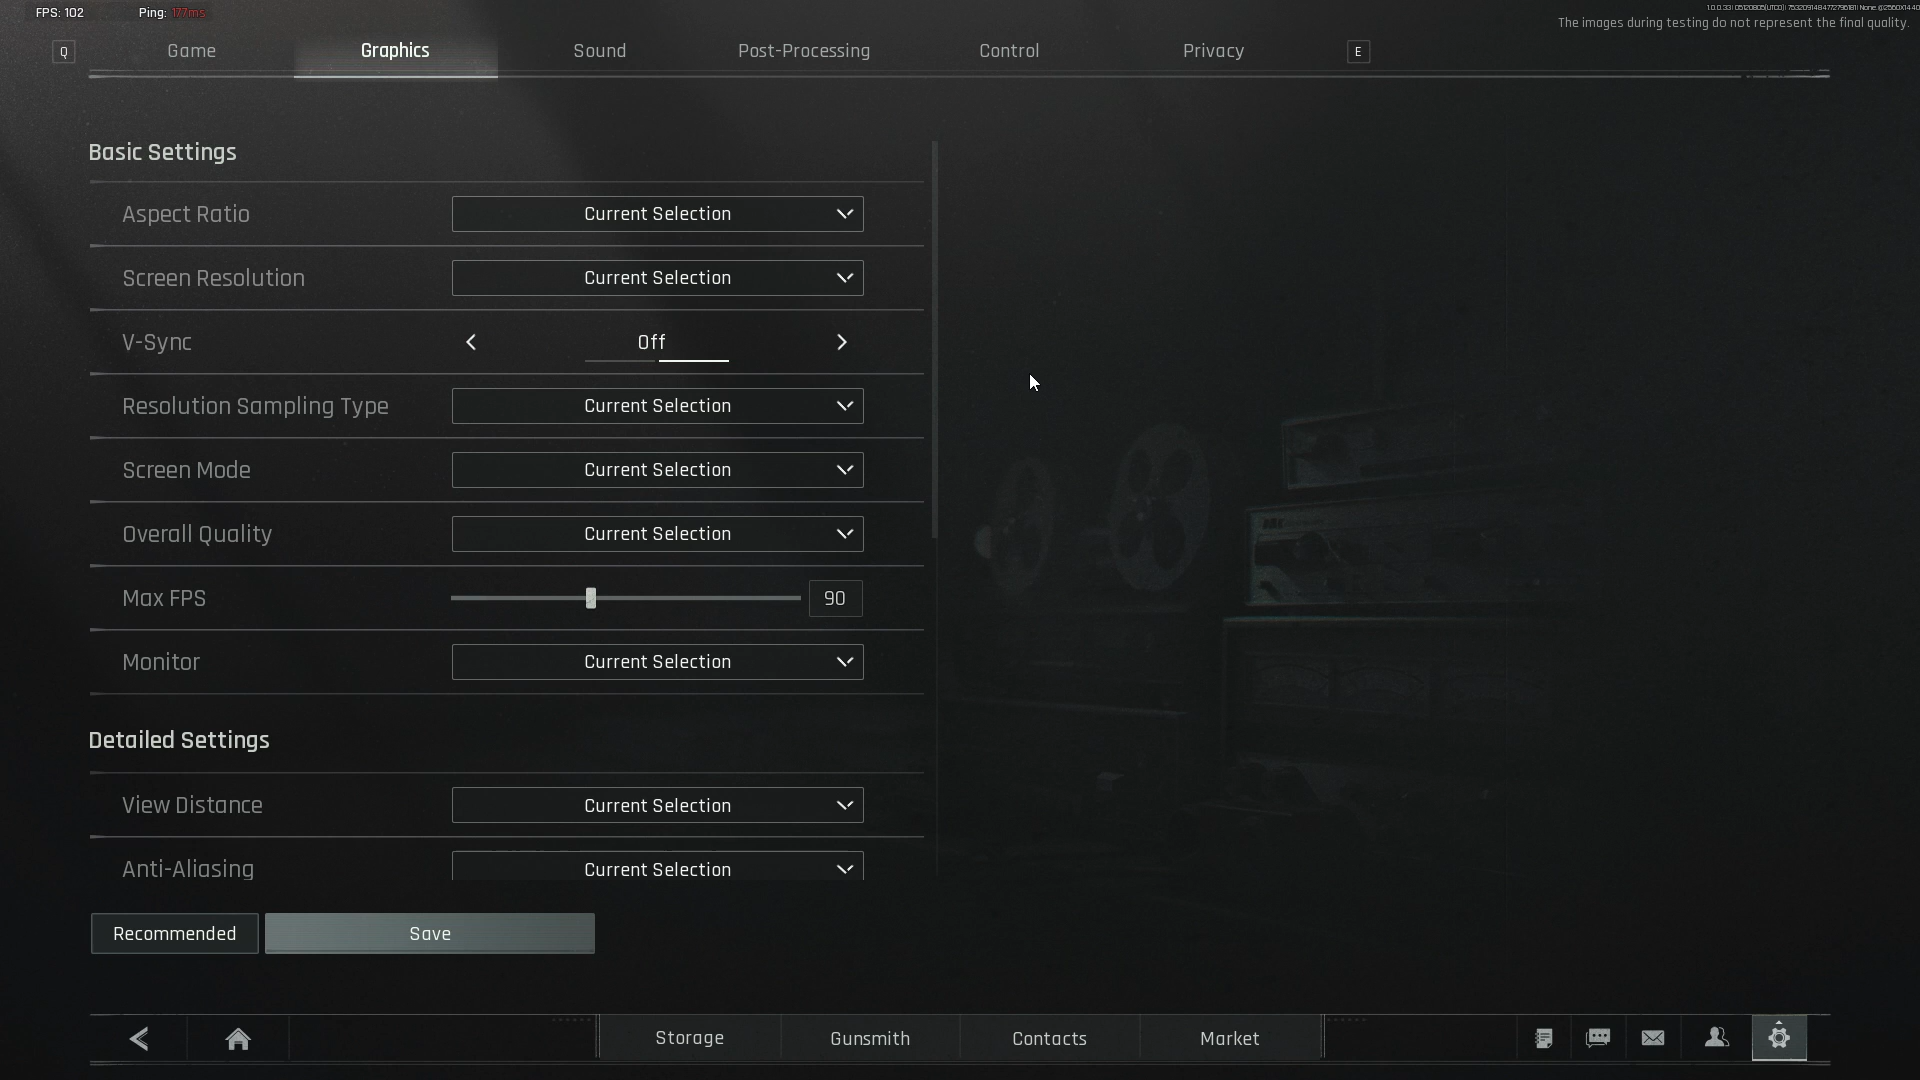 FPS: 102 Ping: 177ms
The images during testing do not represent the final quality.
Q Game Graphics Sound Post-Processing Control Privacy E
Basic Settings
Aspect Ratio Current Selection
Screen Resolution Current Selection
V-Sync Off
Resolution Sampling Type Current Selection
Screen Mode Current Selection
Overall Quality Current Selection
Max FPS 90
Monitor Current Selection
Detailed Settings
View Distance Current Selection
Anti-Aliasing Current Selection
Recommended Save
Storage Gunsmith Contacts Market